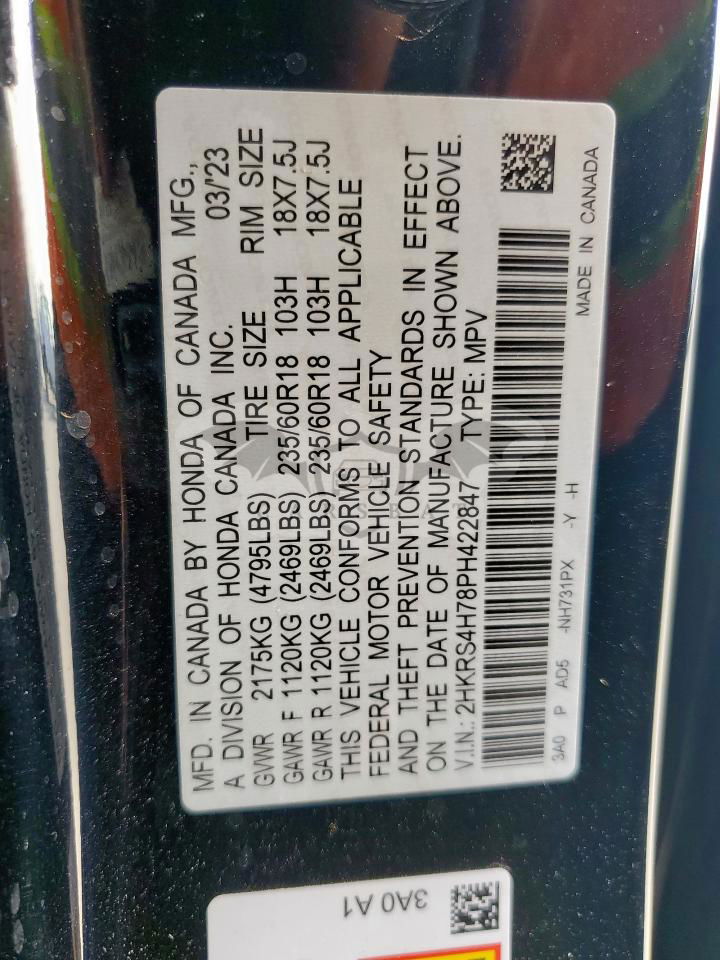 MFD. IN CANADA BY HONDA OF CANADA MFG.,
A DIVISION OF HONDA CANADA INC. 03/'23
GVWR 2175KG (4795LBS) TIRE SIZE RIM SIZE
GAWR F 1120KG (2469LBS) 235/60R18 103H 18X7.5J
GAWR R 1120KG (2469LBS) 235/60R18 103H 18X7.5J
THIS VEHICLE CONFORMS TO ALL APPLICABLE
FEDERAL MOTOR VEHICLE SAFETY
AND THEFT PREVENTION STANDARDS IN EFFECT
ON THE DATE OF MANUFACTURE SHOWN ABOVE.
V.I.N.: 2HKRS4H78PH422847 TYPE: MPV
3A0 P AD5 -NH731PX -Y -H
MADE IN CANADA
3A0 A1